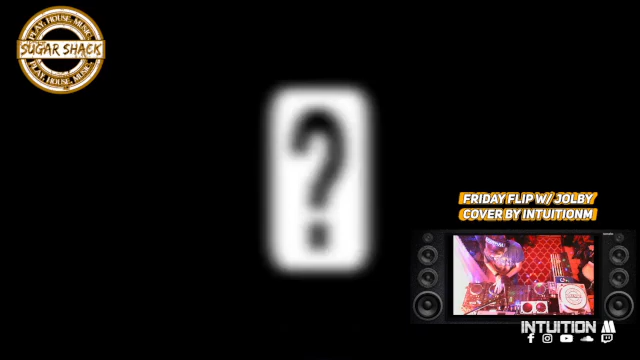 PLAY. HOUSE. MUSIC.
SUGAR SHACK
PLAY. HOUSE. MUSIC.
?
FRIDAY FLIP W/ JOLBY
COVER BY INTUITIONM
INTUITION M